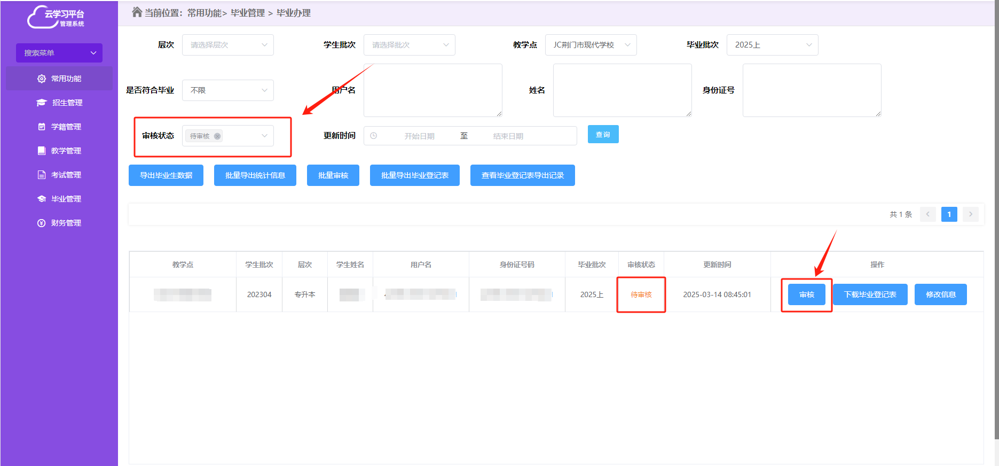 云学习平台
管理系统
搜索菜单
常用功能
招生管理
学籍管理
教学管理
考试管理
毕业管理
财务管理
当前位置：常用功能> 毕业管理 > 毕业办理
层次 请选择层次 学生批次 请选择批次 教学点 JC荆门市现代学校 毕业批次 2025上
是否符合毕业 不限 用户名 姓名 身份证号
审核状态 待审核 更新时间 开始日期 至 结束日期 查询
导出毕业生数据 批量导出统计信息 批量审核 批量导出毕业登记表 查看毕业登记表导出记录
共 1 条 1
教学点 学生批次 层次 学生姓名 用户名 身份证号码 毕业批次 审核状态 更新时间 操作
202304 专升本 2025上 待审核 2025-03-14 08:45:01 审核 下载毕业登记表 修改信息